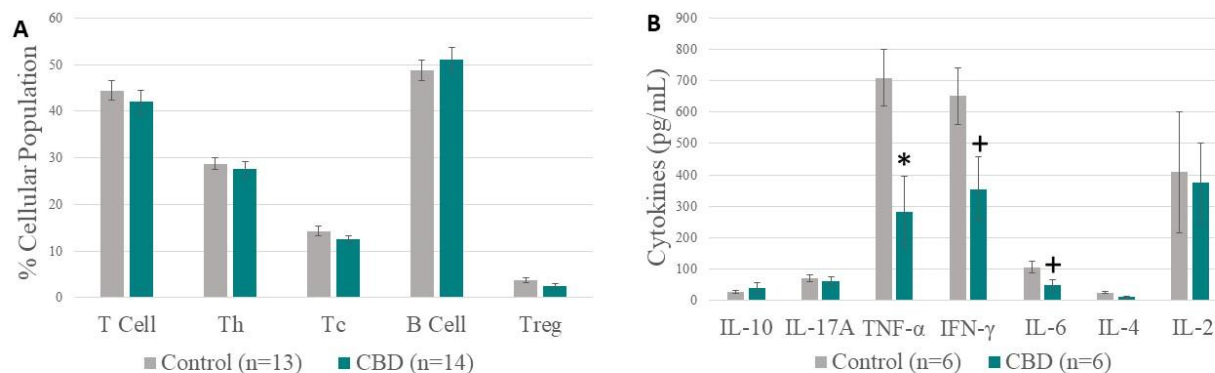 A
% Cellular Population
60
50
40
30
20
10
0
T Cell Th Tc B Cell Treg
Control (n=13) CBD (n=14)
B
Cytokines (pg/mL)
900
800
700
600
500
400
300
200
100
0
*
+
+
IL-10 IL-17A TNF-α IFN-γ IL-6 IL-4 IL-2
Control (n=6) CBD (n=6)